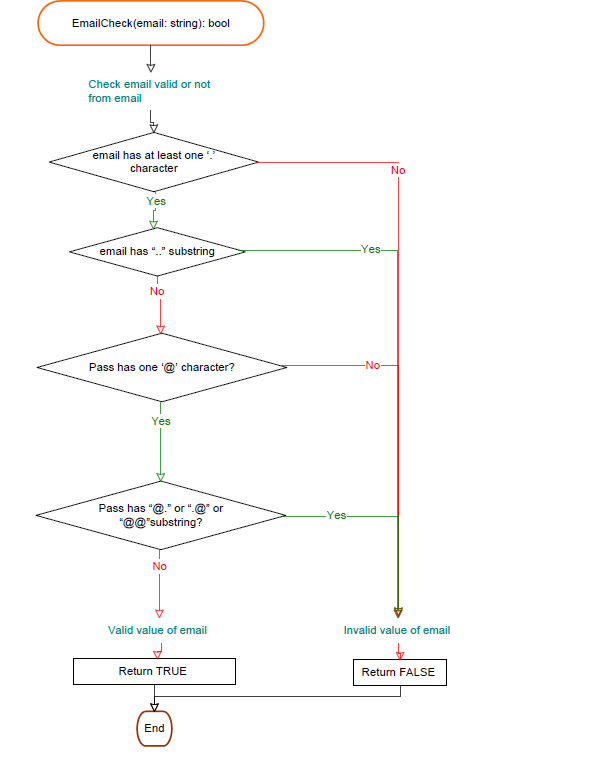 EmailCheck(email: string): bool
Check email valid or not
from email
email has at least one ‘.’
character
No
Yes
email has “..” substring
Yes
No
Pass has one ‘@’ character?
No
Yes
Pass has “@.” or “.@” or
“@@”substring?
Yes
No
Valid value of email
Invalid value of email
Return TRUE
Return FALSE
End